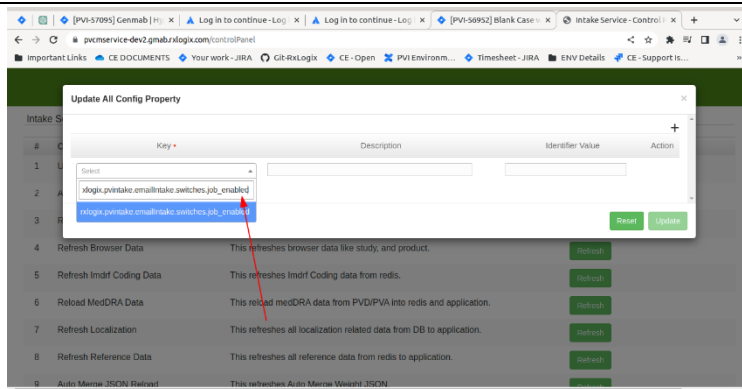 [PVI-57095] Genmab | Hy
Log in to continue - Log
Log in to continue - Log
[PVI-56952] Blank Case v
Intake Service - Control P
pvcmservice-dev2.gmab.rxlogix.com/controlPanel
Important Links
CE DOCUMENTS
Your work - JIRA
Git-RxLogix
CE - Open
PVI Environm...
Timesheet - JIRA
ENV Details
CE - Support Is...
Update All Config Property
Intake S
# C Key • Description Identifier Value Action
1 U Select
xlogix.pvintake.emailIntake.switches.job_enabled
2 A
rxlogix.pvintake.emailIntake.switches.job_enabled
3 R Reset Update
4 Refresh Browser Data This refreshes browser data like study, and product. Refresh
5 Refresh Imdrf Coding Data This refreshes Imdrf Coding data from redis. Refresh
6 Reload MedDRA Data This reload medDRA data from PVD/PVA into redis and application. Refresh
7 Refresh Localization This refreshes all localization related data from DB to application. Refresh
8 Refresh Reference Data This refreshes all reference data from redis to application. Refresh
9 Auto Merge JSON Reload This refreshes Auto Merge Weight JSON